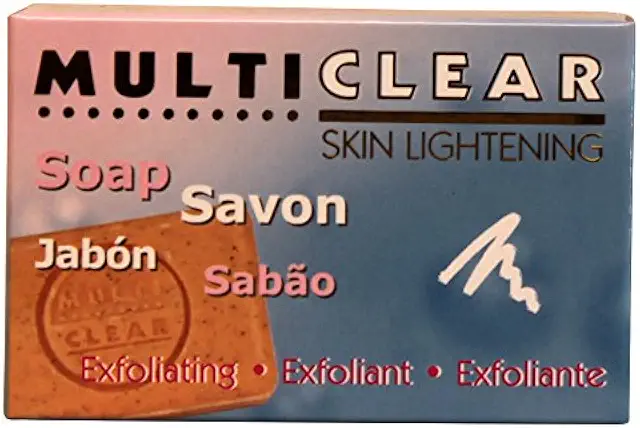 MULTICLEAR
SKIN LIGHTENING
Soap
Savon
Jabón
Sabão
MULTI
CLEAR
Exfoliating • Exfoliant • Exfoliante